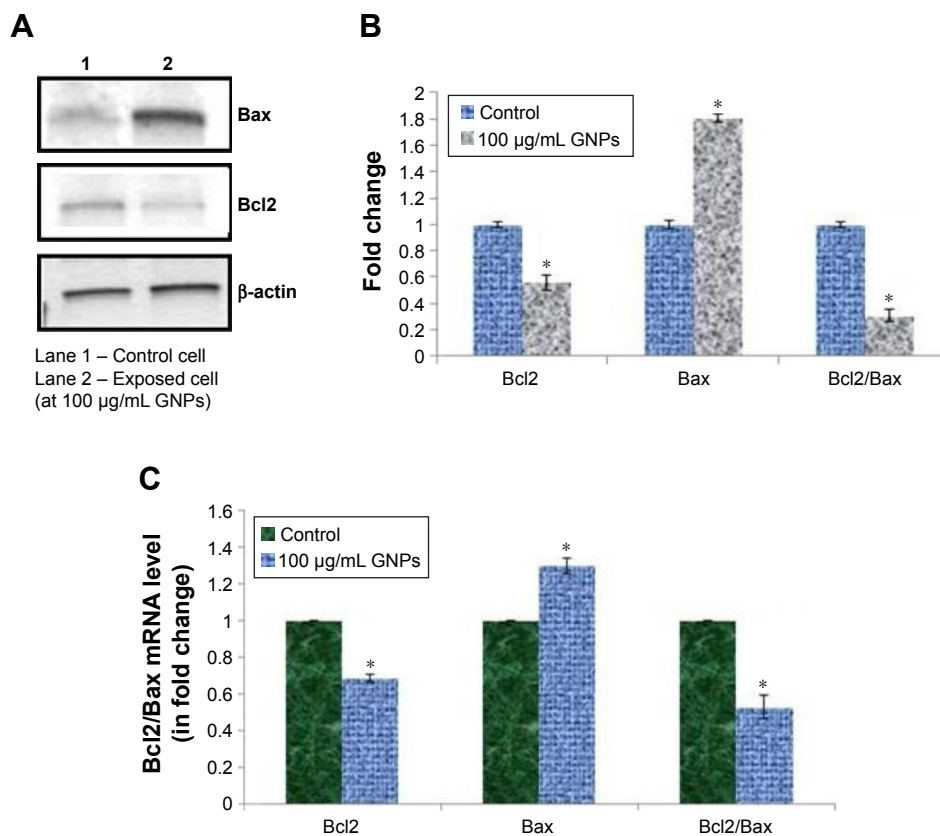 A
1 2
Bax
Bcl2
β-actin
Lane 1 – Control cell
Lane 2 – Exposed cell
(at 100 µg/mL GNPs)
B
Fold change
2
1.8
1.6
1.4
1.2
1
0.8
0.6
0.4
0.2
0
Control
100 µg/mL GNPs
*
*
*
Bcl2 Bax Bcl2/Bax
C
Bcl2/Bax mRNA level
(in fold change)
1.6
1.4
1.2
1
0.8
0.6
0.4
0.2
0
Control
100 µg/mL GNPs
*
*
*
Bcl2 Bax Bcl2/Bax